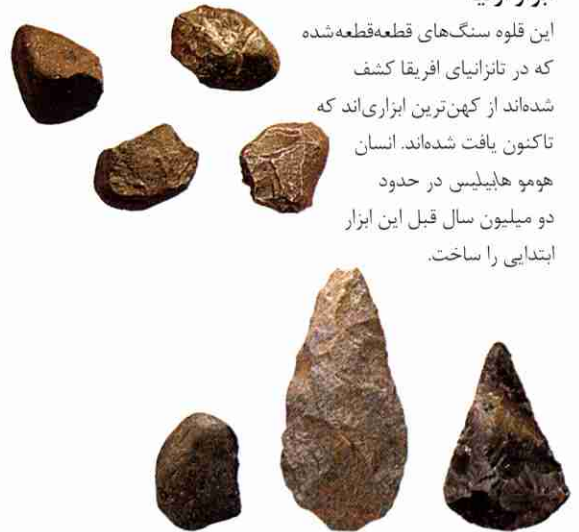 این قلوه سنگ‌های قطعه‌قطعه‌شده
که در تانزانیای افریقا کشف
شده‌اند از کهن‌ترین ابزاری‌اند که
تاکنون یافت شده‌اند. انسان
هومو هابیلیس در حدود
دو میلیون سال قبل این ابزار
ابتدایی را ساخت.